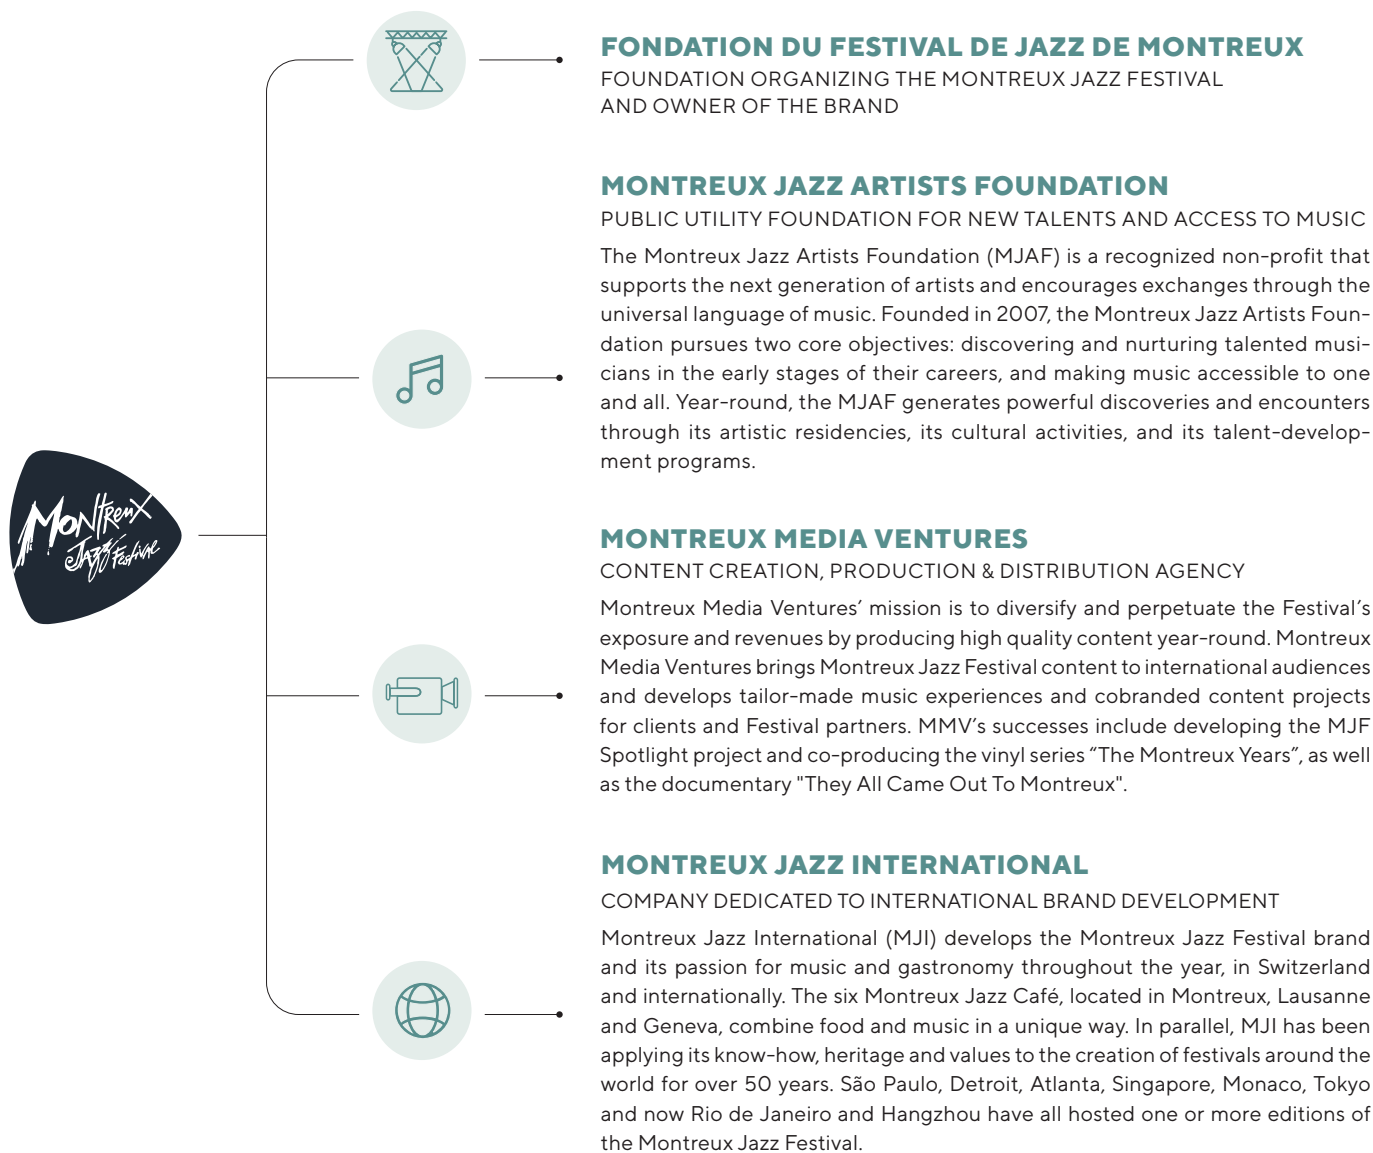 FONDATION DU FESTIVAL DE JAZZ DE MONTREUX
FOUNDATION ORGANIZING THE MONTREUX JAZZ FESTIVAL
AND OWNER OF THE BRAND
MONTREUX JAZZ ARTISTS FOUNDATION
PUBLIC UTILITY FOUNDATION FOR NEW TALENTS AND ACCESS TO MUSIC
The Montreux Jazz Artists Foundation (MJAF) is a recognized non-profit that
supports the next generation of artists and encourages exchanges through the
universal language of music. Founded in 2007, the Montreux Jazz Artists Foun-
dation pursues two core objectives: discovering and nurturing talented musi-
cians in the early stages of their careers, and making music accessible to one
and all. Year-round, the MJAF generates powerful discoveries and encounters
through its artistic residencies, its cultural activities, and its talent-develop-
ment programs.
Montreux
Jazz Festival
MONTREUX MEDIA VENTURES
CONTENT CREATION, PRODUCTION & DISTRIBUTION AGENCY
Montreux Media Ventures’ mission is to diversify and perpetuate the Festival’s
exposure and revenues by producing high quality content year-round. Montreux
Media Ventures brings Montreux Jazz Festival content to international audiences
and develops tailor-made music experiences and cobranded content projects
for clients and Festival partners. MMV’s successes include developing the MJF
Spotlight project and co-producing the vinyl series “The Montreux Years”, as well
as the documentary "They All Came Out To Montreux".
MONTREUX JAZZ INTERNATIONAL
COMPANY DEDICATED TO INTERNATIONAL BRAND DEVELOPMENT
Montreux Jazz International (MJI) develops the Montreux Jazz Festival brand
and its passion for music and gastronomy throughout the year, in Switzerland
and internationally. The six Montreux Jazz Café, located in Montreux, Lausanne
and Geneva, combine food and music in a unique way. In parallel, MJI has been
applying its know-how, heritage and values to the creation of festivals around the
world for over 50 years. São Paulo, Detroit, Atlanta, Singapore, Monaco, Tokyo
and now Rio de Janeiro and Hangzhou have all hosted one or more editions of
the Montreux Jazz Festival.